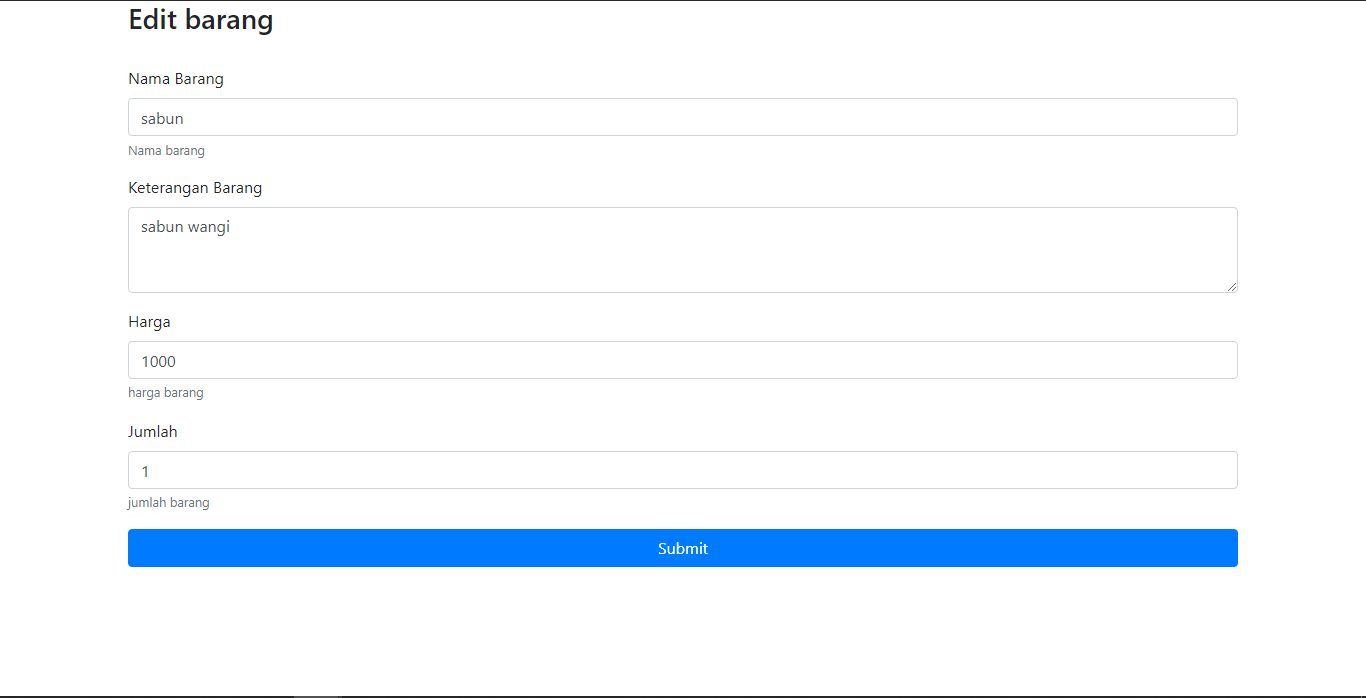 Edit barang
Nama Barang
sabun
Nama barang
Keterangan Barang
sabun wangi
Harga
1000
harga barang
Jumlah
1
jumlah barang
Submit